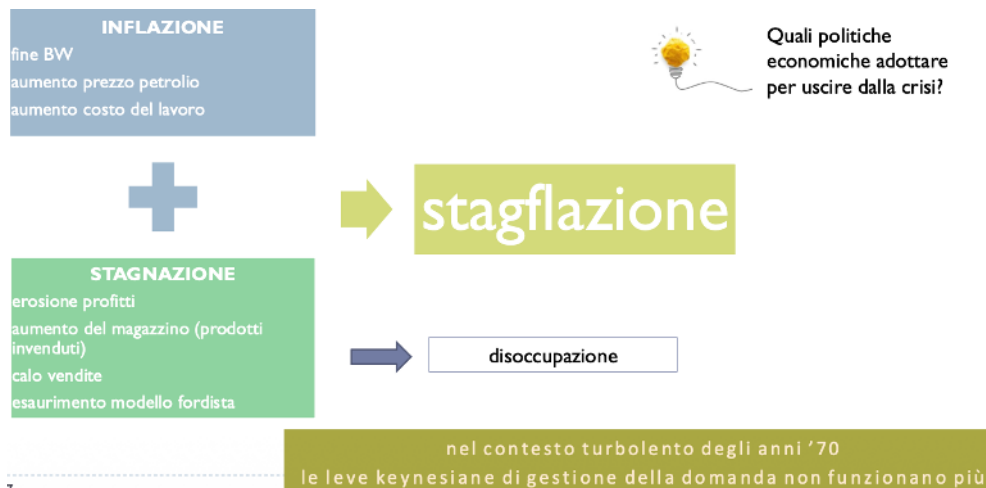 INFLAZIONE
fine BW
aumento prezzo petrolio
aumento costo del lavoro
Quali politiche
economiche adottare
per uscire dalla crisi?
stagflazione
STAGNAZIONE
erosione profitti
aumento del magazzino (prodotti
invenduti)
calo vendite
esaurimento modello fordista
disoccupazione
nel contesto turbolento degli anni ’70
le leve keynesiane di gestione della domanda non funzionano più